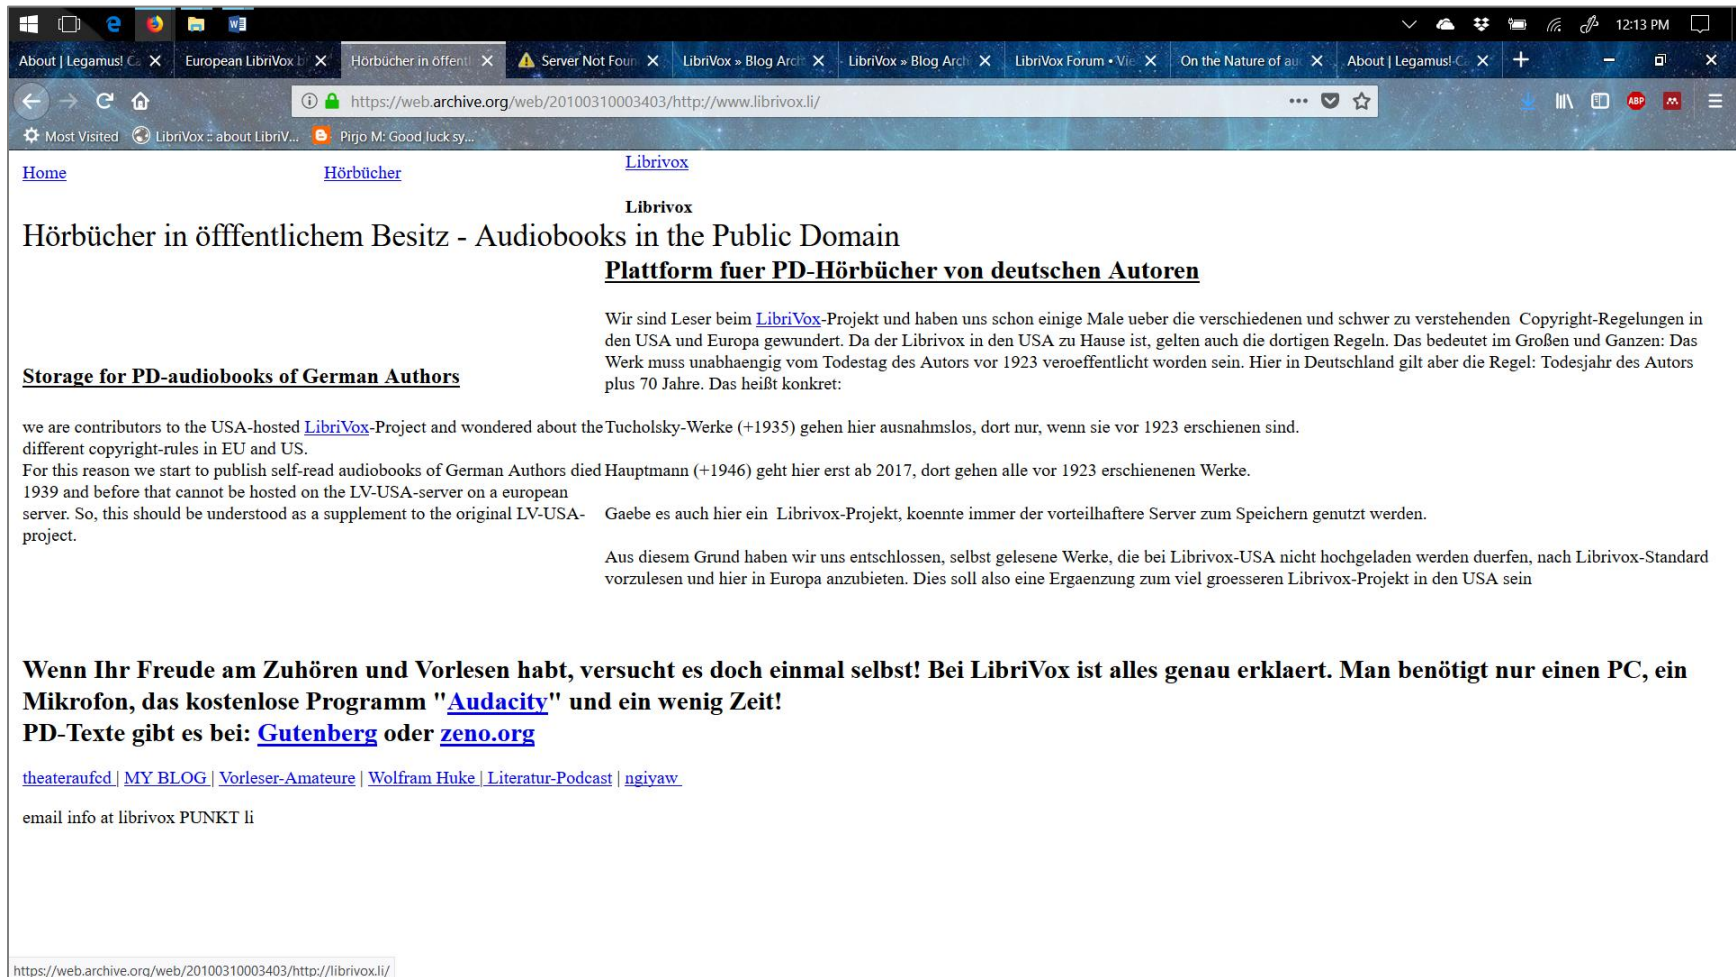 12:13 PM
About | Legamus! Ca
European LibriVox b
Hörbücher in öffentl
Server Not Foun
LibriVox » Blog Arch
LibriVox » Blog Arch
LibriVox Forum • Vie
On the Nature of au
About | Legamus! Ca
https://web.archive.org/web/20100310003403/http://www.librivox.li/
ABP
Most Visited
LibriVox :: about LibriV...
Pirjo M: Good luck sy...
Home
Hörbücher
Librivox
Librivox
Hörbücher in öfffentlichem Besitz - Audiobooks in the Public Domain
Storage for PD-audiobooks of German Authors
we are contributors to the USA-hosted LibriVox-Project and wondered about the
different copyright-rules in EU and US.
For this reason we start to publish self-read audiobooks of German Authors died
1939 and before that cannot be hosted on the LV-USA-server on a european
server. So, this should be understood as a supplement to the original LV-USA-
project.
Plattform fuer PD-Hörbücher von deutschen Autoren
Wir sind Leser beim LibriVox-Projekt und haben uns schon einige Male ueber die verschiedenen und schwer zu verstehenden Copyright-Regelungen in
den USA und Europa gewundert. Da der Librivox in den USA zu Hause ist, gelten auch die dortigen Regeln. Das bedeutet im Großen und Ganzen: Das
Werk muss unabhaengig vom Todestag des Autors vor 1923 veroeffentlicht worden sein. Hier in Deutschland gilt aber die Regel: Todesjahr des Autors
plus 70 Jahre. Das heißt konkret:
Tucholsky-Werke (+1935) gehen hier ausnahmslos, dort nur, wenn sie vor 1923 erschienen sind.
Hauptmann (+1946) geht hier erst ab 2017, dort gehen alle vor 1923 erschienenen Werke.
Gaebe es auch hier ein Librivox-Projekt, koennte immer der vorteilhaftere Server zum Speichern genutzt werden.
Aus diesem Grund haben wir uns entschlossen, selbst gelesene Werke, die bei Librivox-USA nicht hochgeladen werden duerfen, nach Librivox-Standard
vorzulesen und hier in Europa anzubieten. Dies soll also eine Ergaenzung zum viel groesseren Librivox-Projekt in den USA sein
Wenn Ihr Freude am Zuhören und Vorlesen habt, versucht es doch einmal selbst! Bei LibriVox ist alles genau erklaert. Man benötigt nur einen PC, ein
Mikrofon, das kostenlose Programm "Audacity" und ein wenig Zeit!
PD-Texte gibt es bei: Gutenberg oder zeno.org
theateraufcd | MY BLOG | Vorleser-Amateure | Wolfram Huke | Literatur-Podcast | ngiyaw
email info at librivox PUNKT li
https://web.archive.org/web/20100310003403/http://librivox.li/